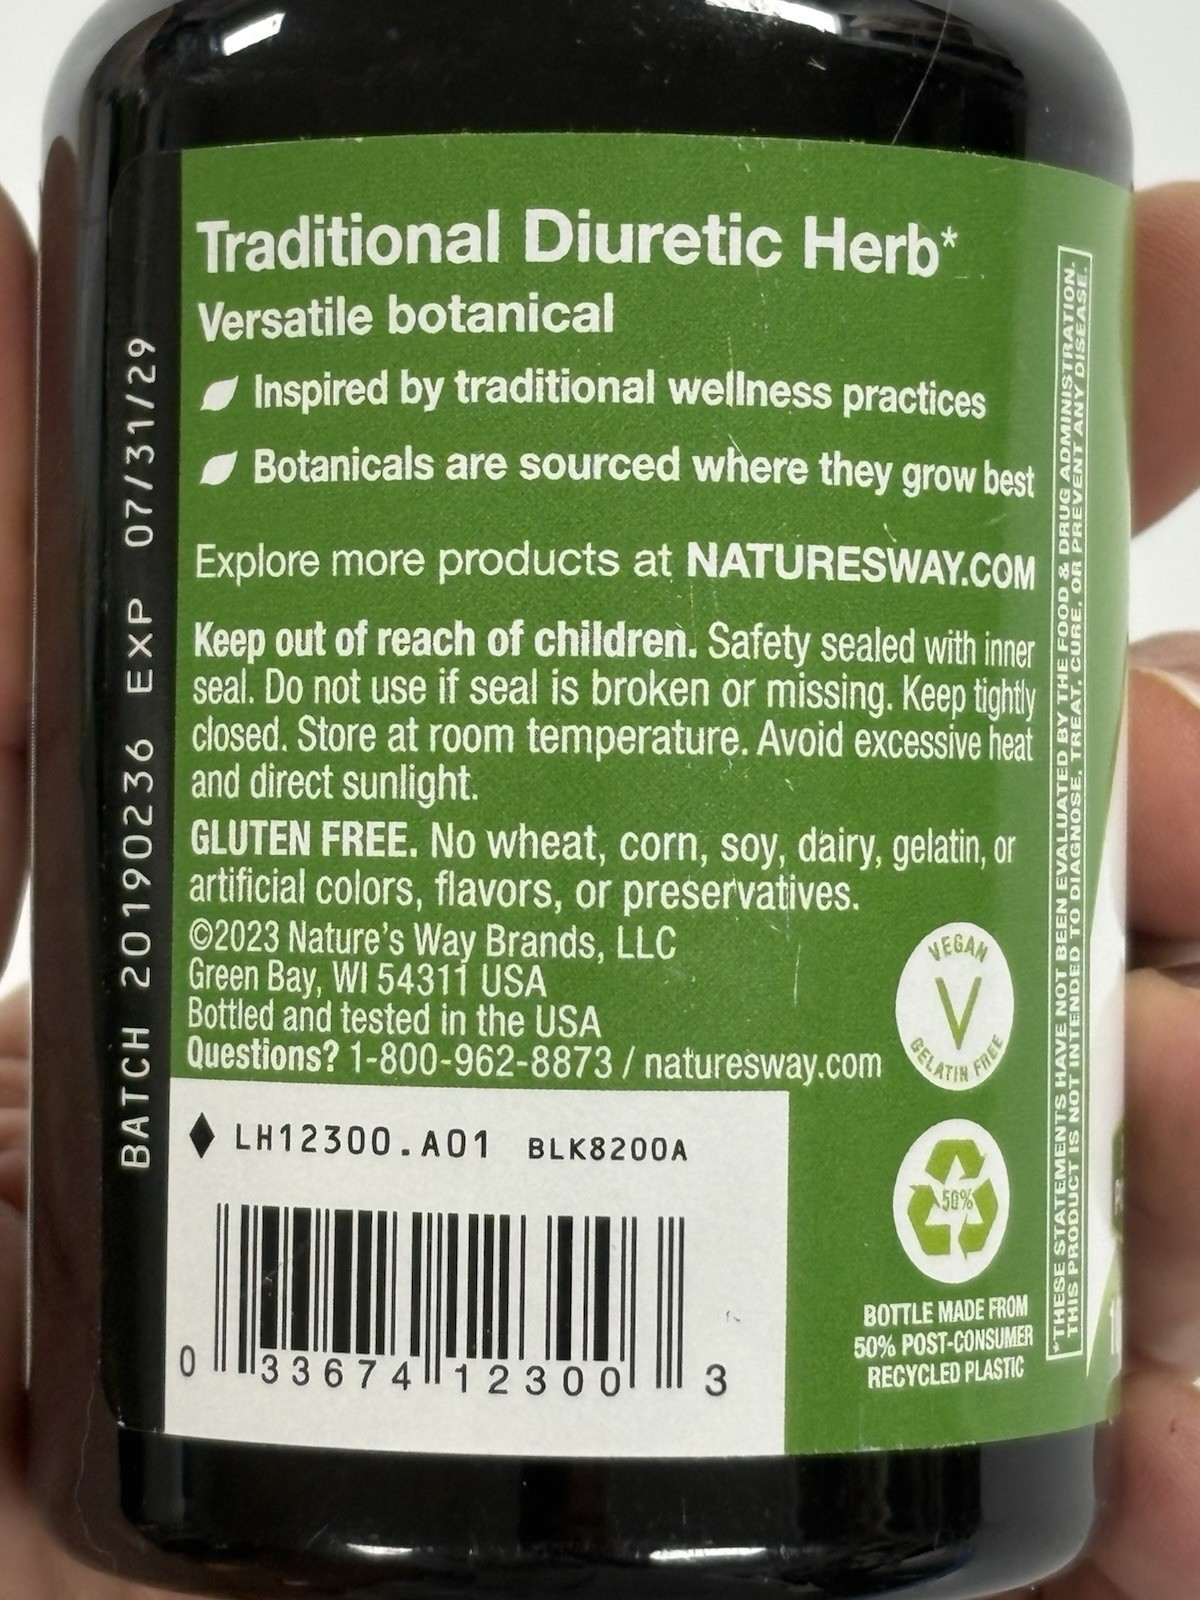 Traditional Diuretic Herb*
Versatile botanical
Inspired by traditional wellness practices
Botanicals are sourced where they grow best
Explore more products at NATURESWAY.COM
Keep out of reach of children. Safety sealed with inner
seal. Do not use if seal is broken or missing. Keep tightly
closed. Store at room temperature. Avoid excessive heat
and direct sunlight.
GLUTEN FREE. No wheat, corn, soy, dairy, gelatin, or
artificial colors, flavors, or preservatives.
©2023 Nature's Way Brands, LLC
Green Bay, WI 54311 USA
Bottled and tested in the USA
Questions? 1-800-962-8873 / naturesway.com
VEGAN
V
GELATIN FREE
LH12300.A01 BLK8200A
0 33674 12300 3
50%
BOTTLE MADE FROM
50% POST-CONSUMER
RECYCLED PLASTIC
BATCH 20190236 EXP 07/31/29
*THESE STATEMENTS HAVE NOT BEEN EVALUATED BY THE FOOD & DRUG ADMINISTRATION.
THIS PRODUCT IS NOT INTENDED TO DIAGNOSE, TREAT, CURE, OR PREVENT ANY DISEASE.